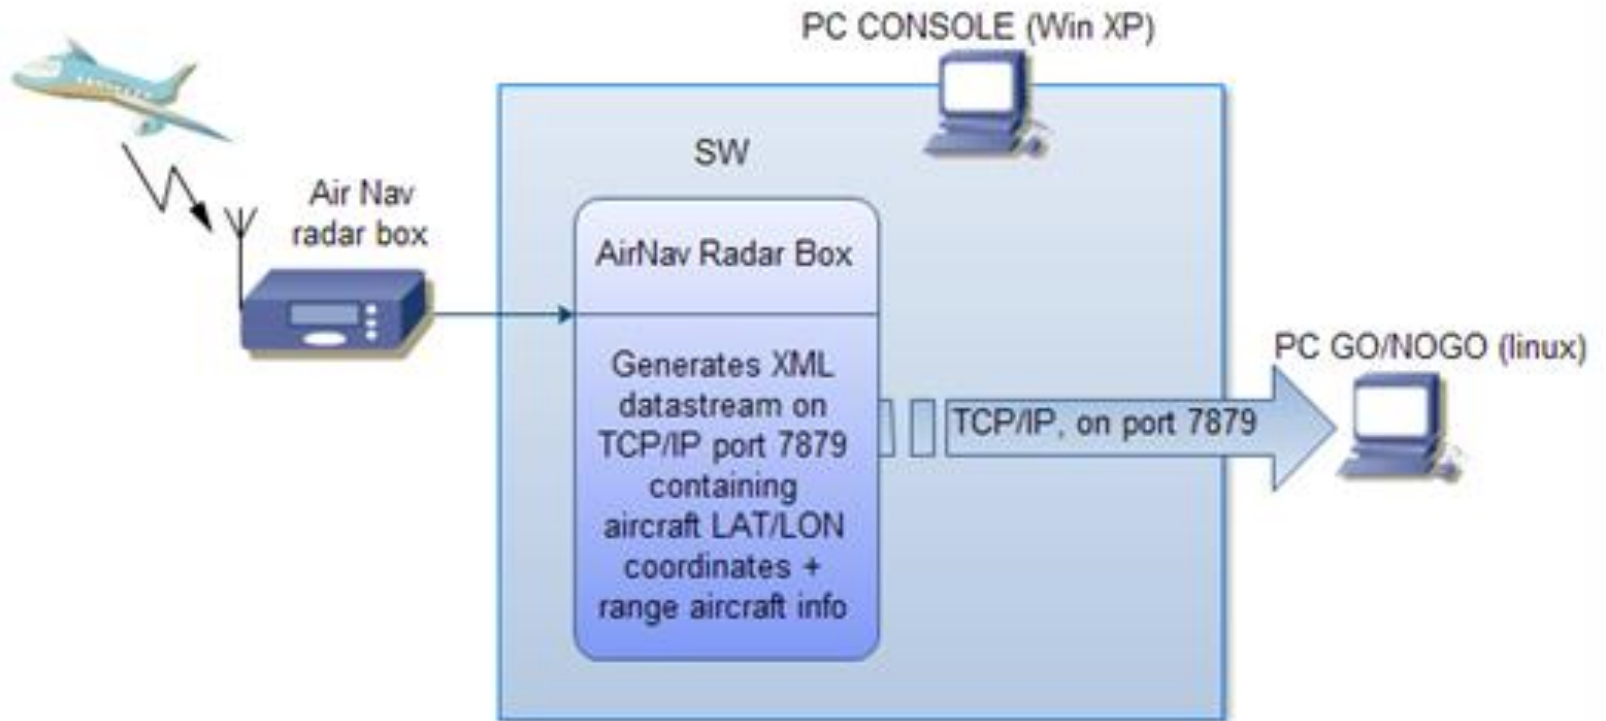 PC CONSOLE (Win XP)
SW
Air Nav
radar box
AirNav Radar Box
Generates XML
datastream on
TCP/IP port 7879
containing
aircraft LAT/LON
coordinates +
range aircraft info
TCP/IP, on port 7879
PC GO/NOGO (linux)